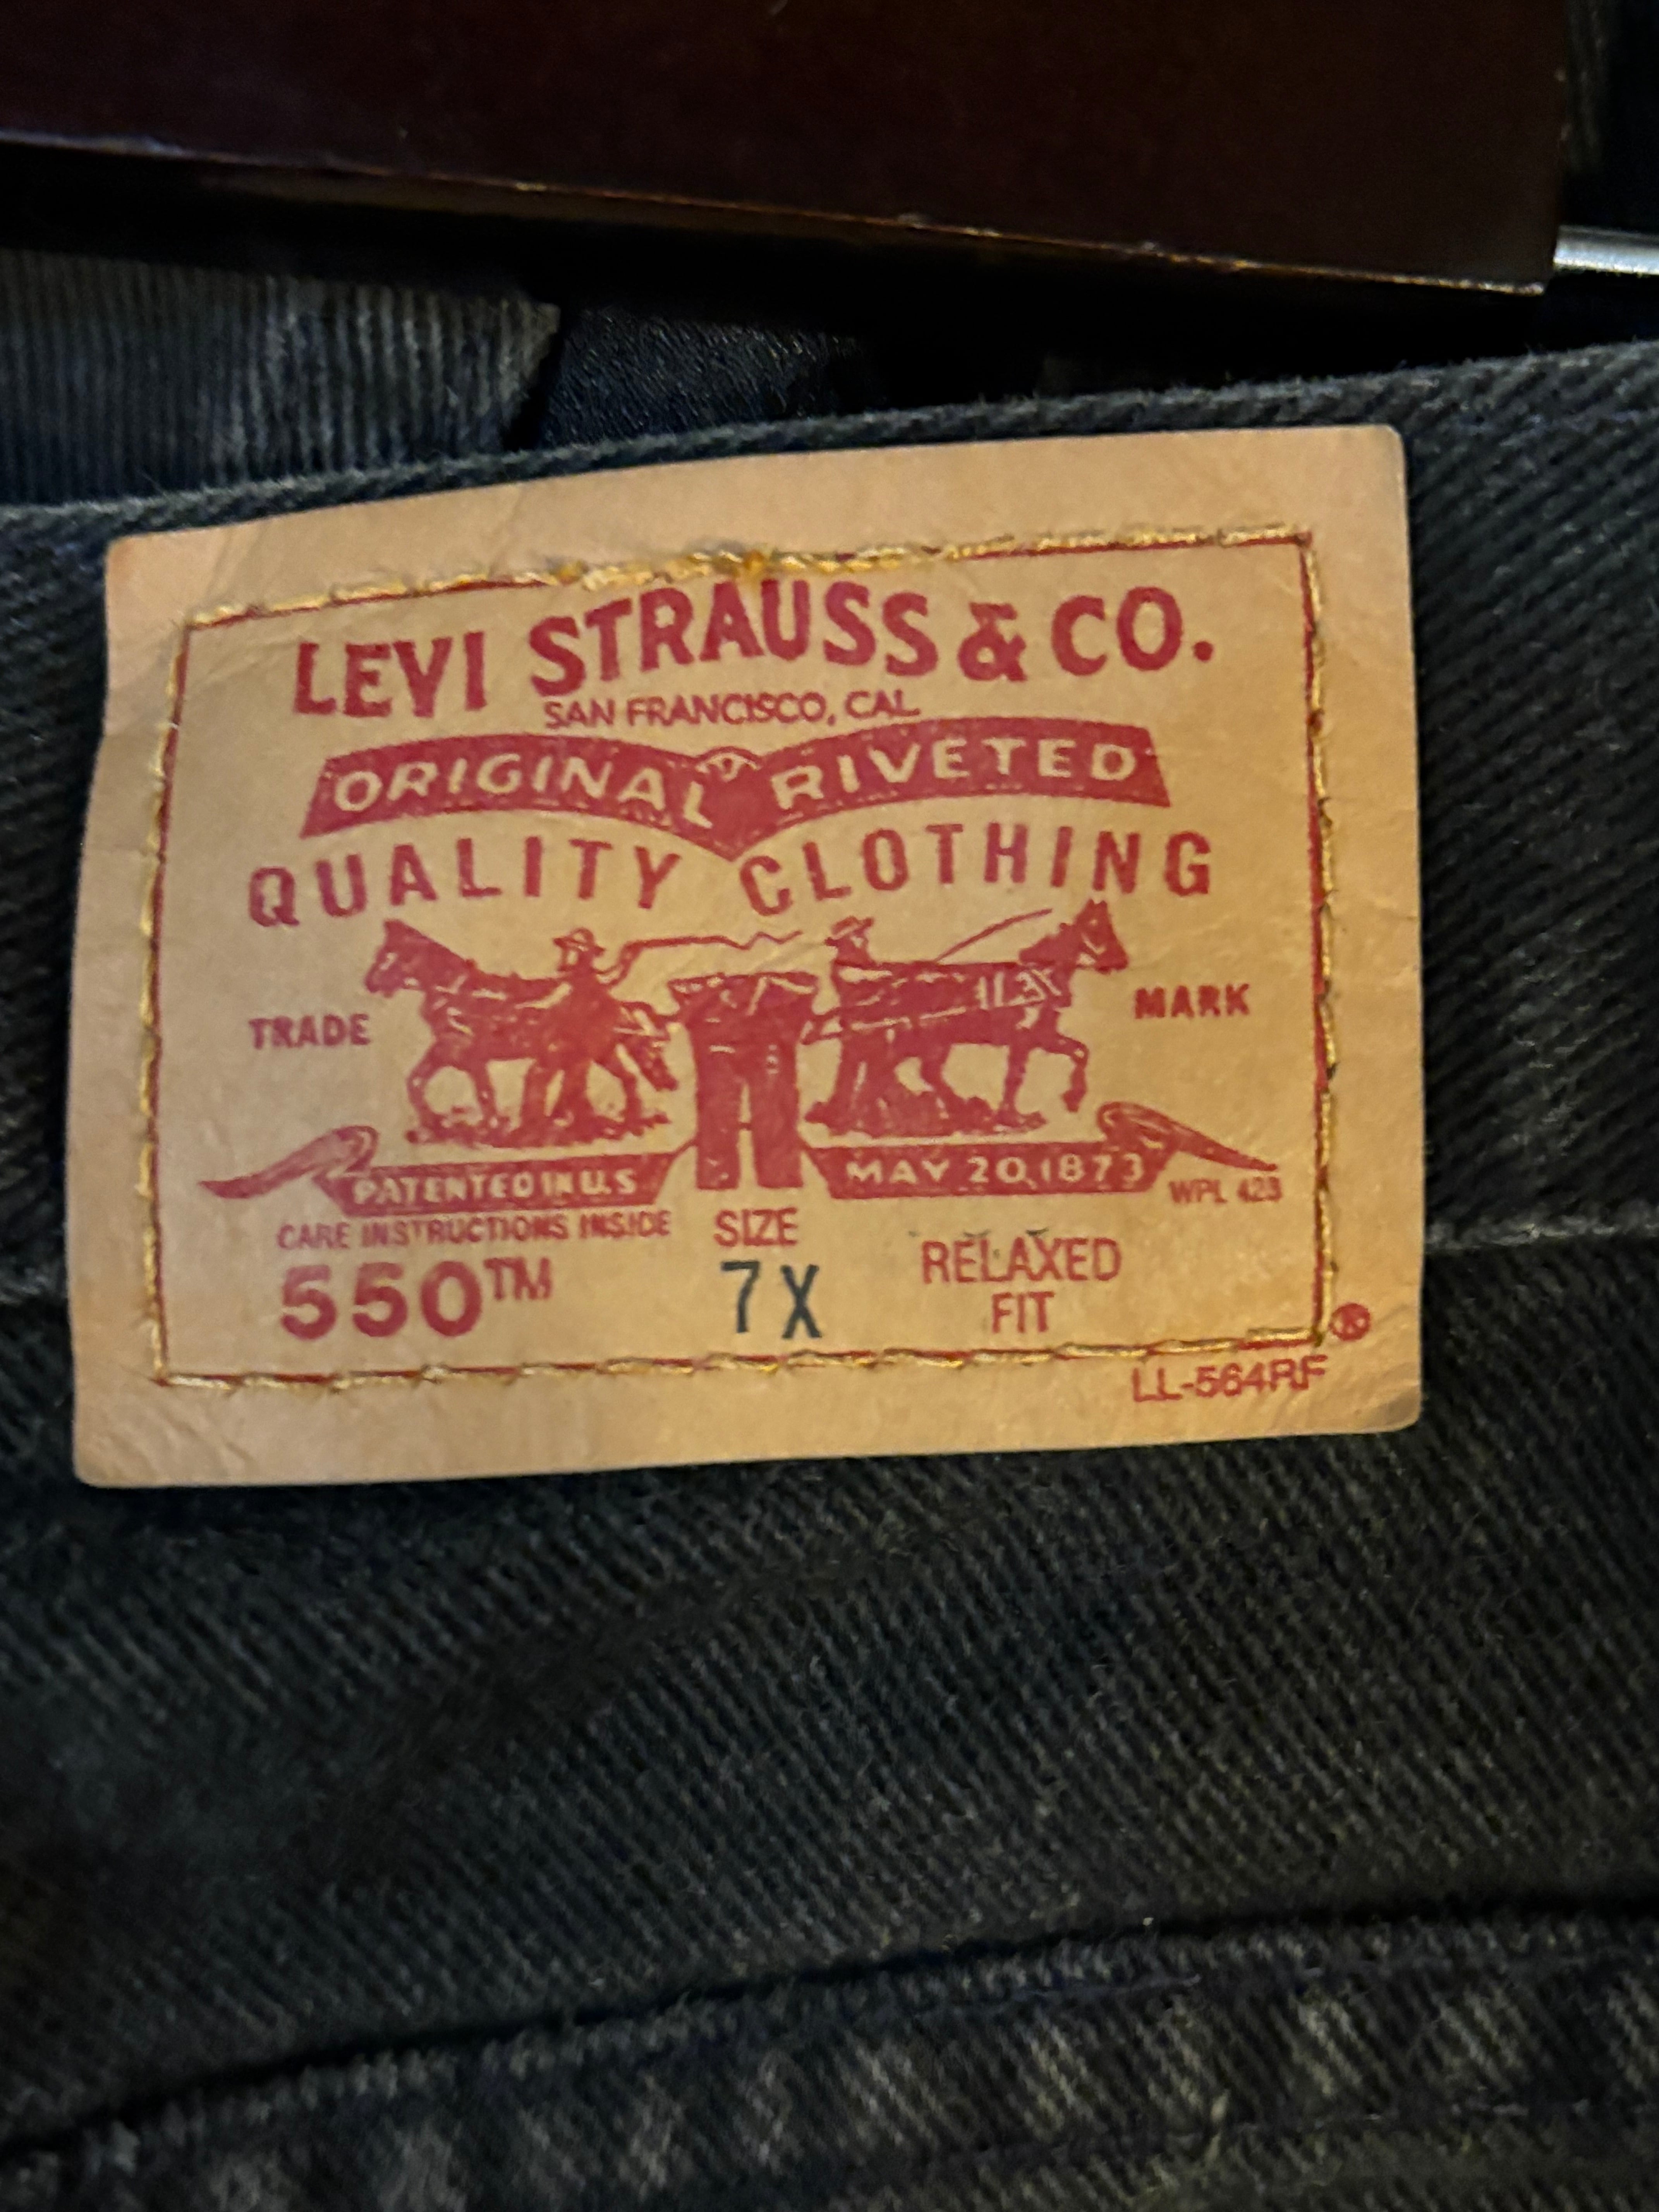 LEVI STRAUSS & CO.
SAN FRANCISCO, CAL.
ORIGINAL RIVETED
QUALITY CLOTHING
TRADE MARK
PATENTED IN U.S MAY 20,1873
WPL 423
CARE INSTRUCTIONS INSIDE
SIZE
550™ 7X
RELAXED
FIT
®
LL-564RF